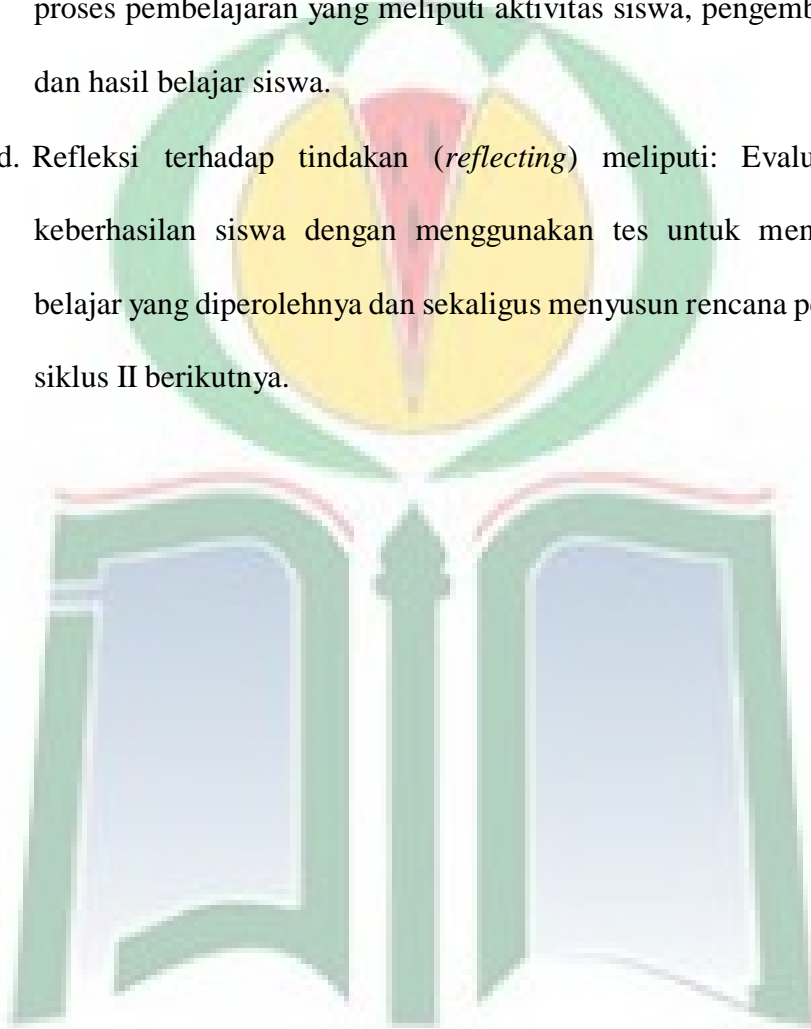 proses pembelajaran yang meliputi aktivitas siswa, pengemb
dan hasil belajar siswa.
d. Refleksi terhadap tindakan (reflecting) meliputi: Evalu
keberhasilan siswa dengan menggunakan tes untuk men
belajar yang diperolehnya dan sekaligus menyusun rencana p
siklus II berikutnya.